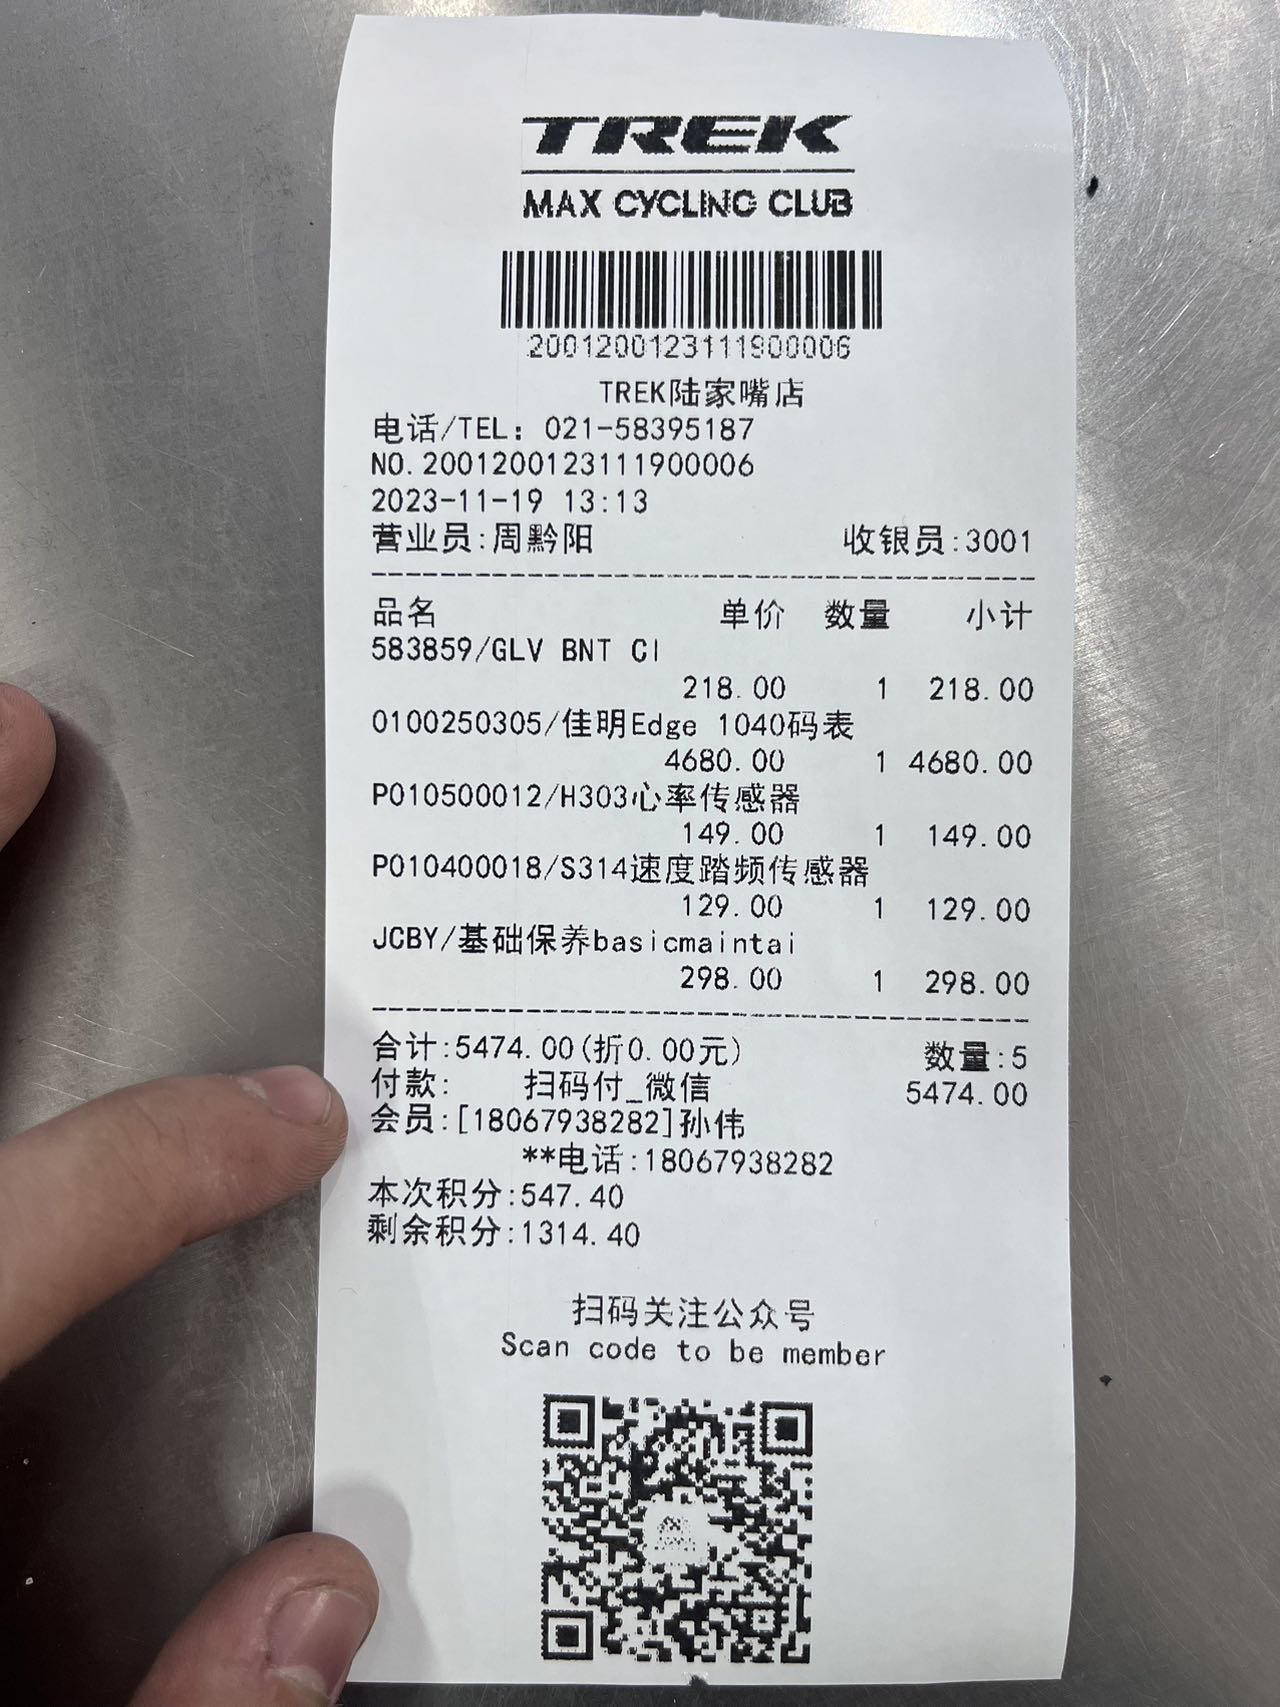 TREK
MAX CYCLING CLUB
2001200123111900006
TREK陆家嘴店
电话/TEL: 021-58395187
NO.2001200123111900006
2023-11-19 13:13
营业员:周黔阳 收银员:3001
品名 单价 数量 小计
583859/GLV BNT CI
218.00 1 218.00
0100250305/佳明Edge 1040码表
4680.00 1 4680.00
P010500012/H303心率传感器
149.00 1 149.00
P010400018/S314速度踏频传感器
129.00 1 129.00
JCBY/基础保养basicmaintai
298.00 1 298.00
合计:5474.00(折0.00元) 数量:5
付款: 扫码付_微信 5474.00
会员:[18067938282]孙伟
**电话:18067938282
本次积分:547.40
剩余积分:1314.40
扫码关注公众号
Scan code to be member